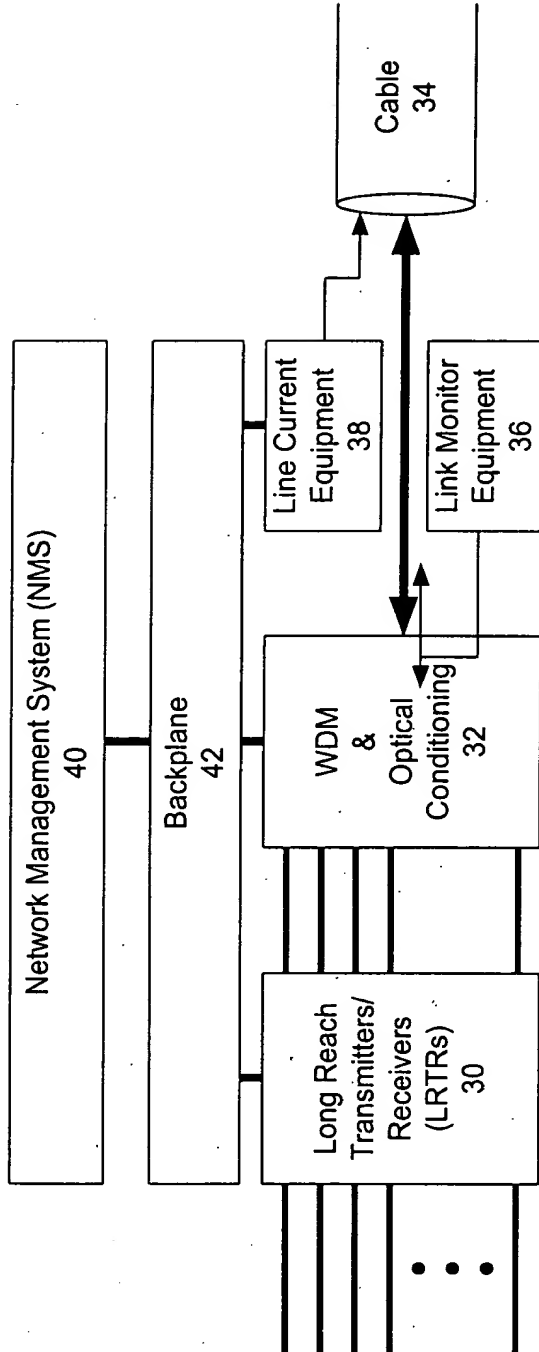 Network Management System (NMS)
40
Backplane
42
Long Reach
Transmitters/
Receivers
(LRTRs)
30
WDM
&
Optical
Conditioning
32
Line Current
Equipment
38
Link Monitor
Equipment
36
Cable
34